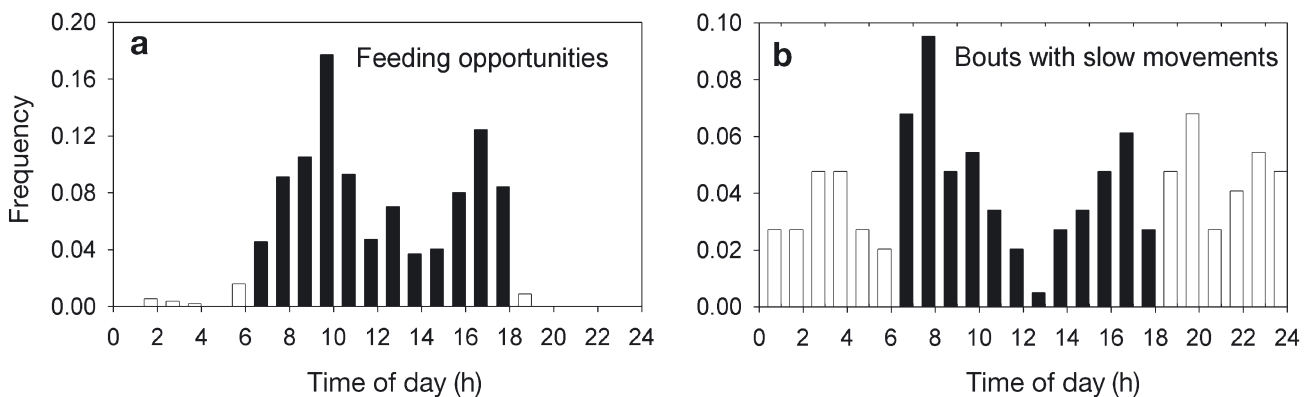 a
Feeding opportunities
Frequency
0.20
0.16
0.12
0.08
0.04
0.00
0 2 4 6 8 10 12 14 16 18 20 22 24
Time of day (h)
b
Bouts with slow movements
0.10
0.08
0.06
0.04
0.02
0.00
0 2 4 6 8 10 12 14 16 18 20 22 24
Time of day (h)